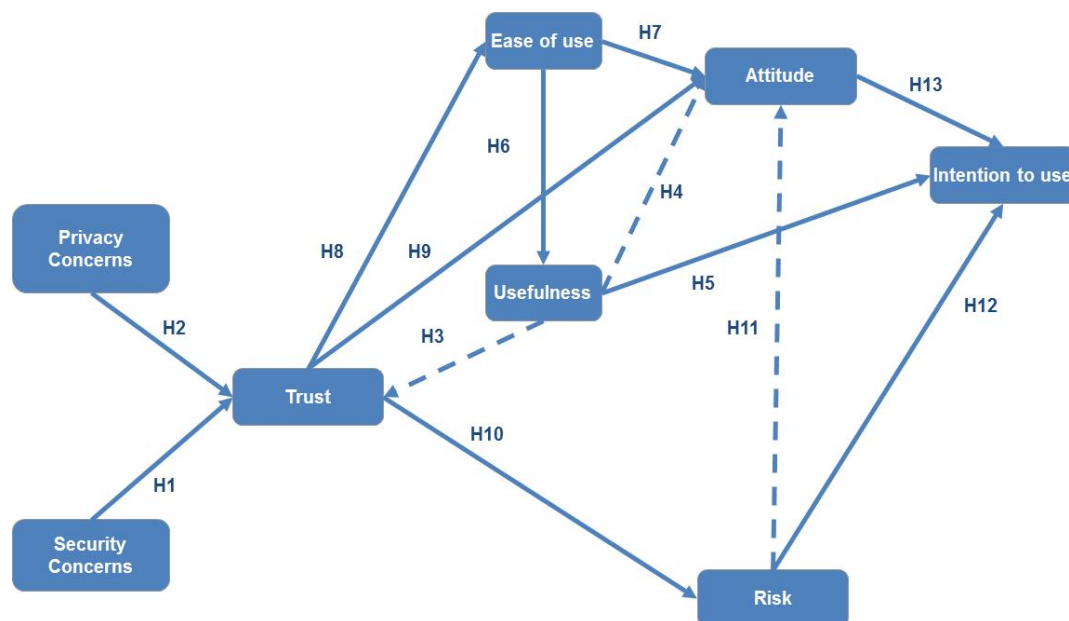 Ease of use
H7
Attitude
H13
H6
Intention to use
H4
Privacy
Concerns
H8
H9
Usefulness
H5
H12
H2
H3
H11
Trust
H10
H1
Security
Concerns
Risk